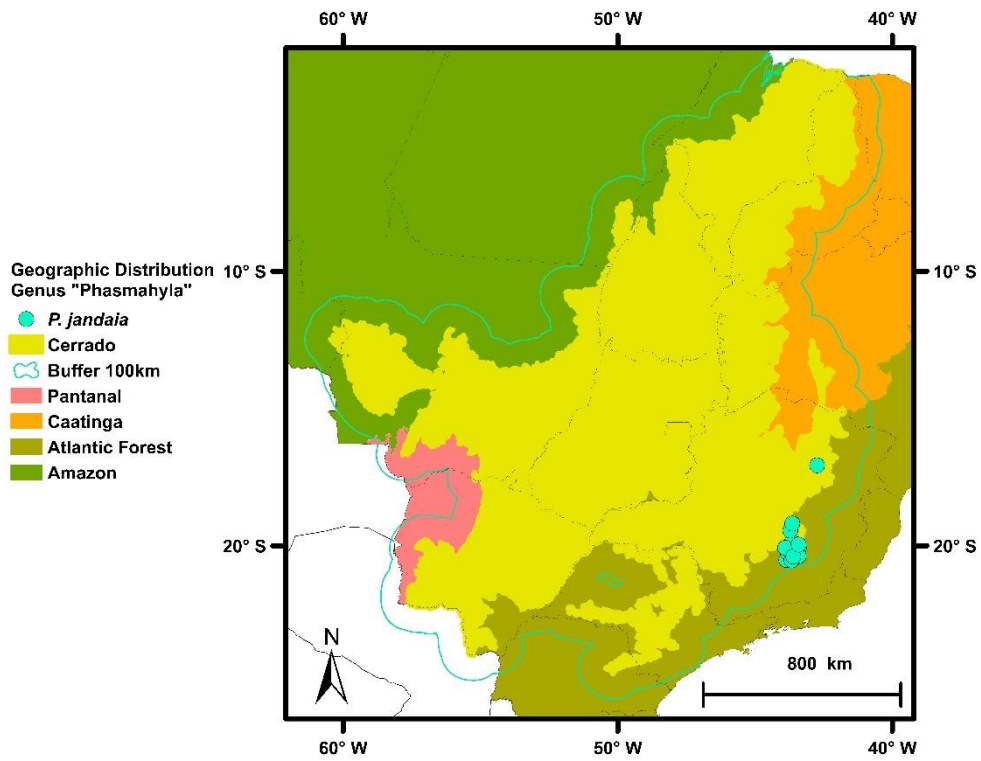 60° W 50° W 40° W
Geographic Distribution
Genus "Phasmahyla"
P. jandaia
Cerrado
Buffer 100km
Pantanal
Caatinga
Atlantic Forest
Amazon
10° S 10° S
20° S 20° S
N
800 km
60° W 50° W 40° W